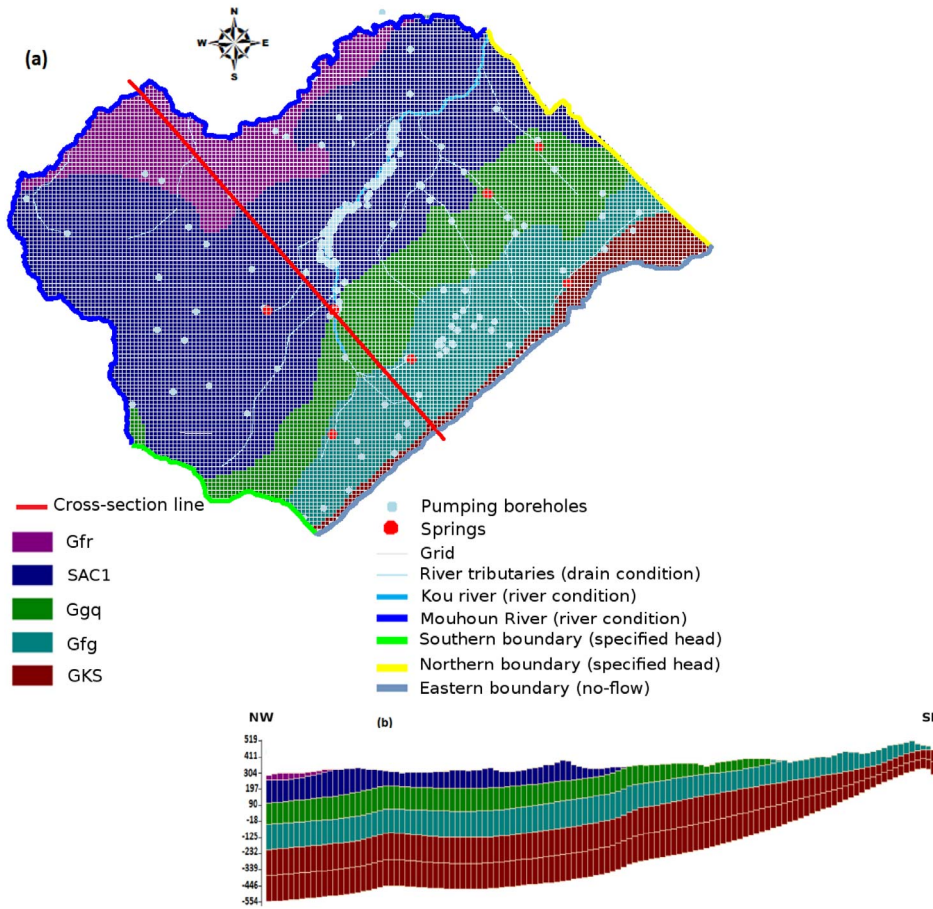 (a)
N
W E
S
Cross-section line
Gfr
SAC1
Ggq
Gfg
GKS
Pumping boreholes
Springs
Grid
River tributaries (drain condition)
Kou river (river condition)
Mouhoun River (river condition)
Southern boundary (specified head)
Northern boundary (specified head)
Eastern boundary (no-flow)
NW
(b)
519
411
304
197
90
-18
-125
-232
-339
-446
-554